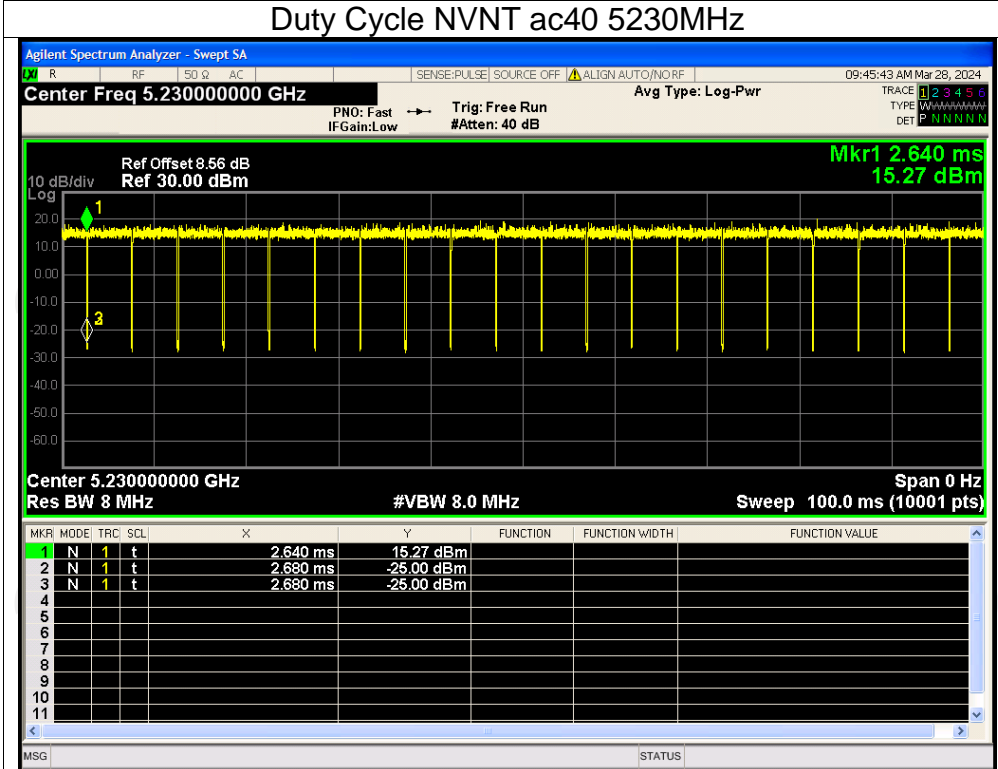 Duty Cycle NVNT ac40 5230MHz
Agilent Spectrum Analyzer - Swept SA
LXI R RF 50 Ω AC SENSE:PULSE SOURCE OFF ALIGN AUTO/NO RF 09:45:43 AM Mar 28, 2024
Center Freq 5.230000000 GHz
PNO: Fast
IFGain:Low
Trig: Free Run
#Atten: 40 dB
Avg Type: Log-Pwr
TRACE 1 2 3 4 5 6
TYPE WWWWWW
DET P N N N N N
Mkr1 2.640 ms
15.27 dBm
Ref Offset 8.56 dB
10 dB/div Ref 30.00 dBm
Log
20.0
10.0
0.00
-10.0
-20.0
-30.0
-40.0
-50.0
-60.0
1
3
Center 5.230000000 GHz Span 0 Hz
Res BW 8 MHz #VBW 8.0 MHz Sweep 100.0 ms (10001 pts)
MKR MODE TRC SCL X Y FUNCTION FUNCTION WIDTH FUNCTION VALUE
1 N 1 t 2.640 ms 15.27 dBm
2 N 1 t 2.680 ms -25.00 dBm
3 N 1 t 2.680 ms -25.00 dBm
4
5
6
7
8
9
10
11
MSG STATUS